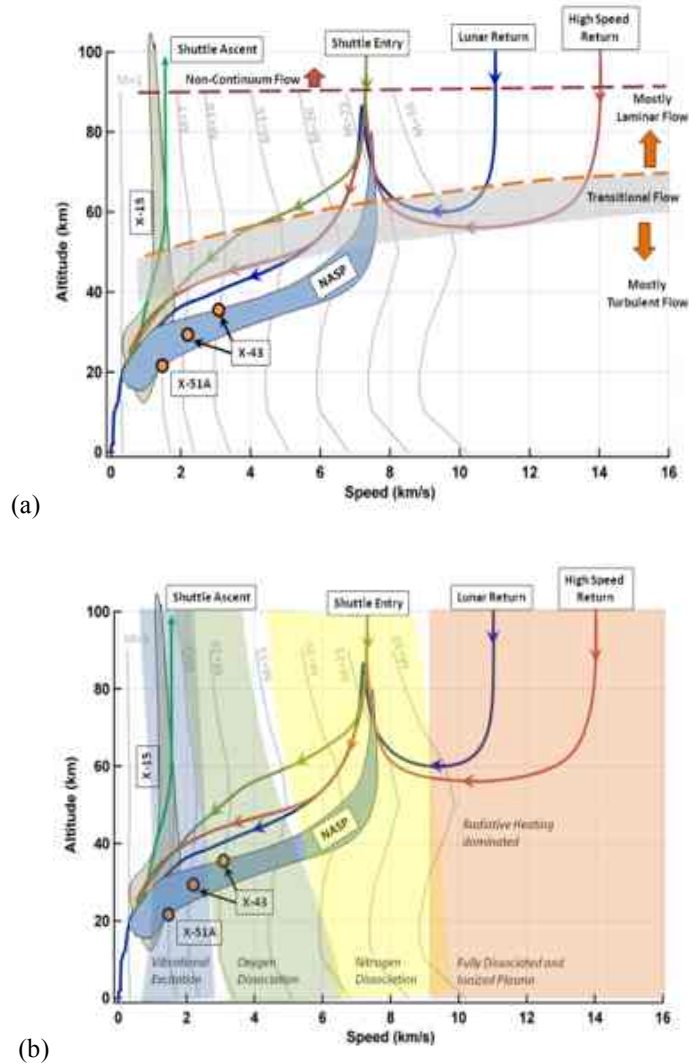 Shuttle Ascent
Shuttle Entry
Lunar Return
High Speed
Return
100
Non-Continuum Flow
Mostly
Laminar Flow
80
X-15
Transitional Flow
60
Altitude (km)
NASP
Mostly
Turbulent Flow
40
X-43
20
X-51A
0
0 2 4 6 8 10 12 14 16
Speed (km/s)
(a)
Shuttle Ascent
Shuttle Entry
Lunar Return
High Speed
Return
100
80
X-15
60
Altitude (km)
NASP
Radiative Heating
dominated
40
X-43
20
X-51A
Vibrational
Excitation
Oxygen
Dissociation
Nitrogen
Dissociation
Fully Dissociated and
Ionized Plasma
0
0 2 4 6 8 10 12 14 16
Speed (km/s)
(b)